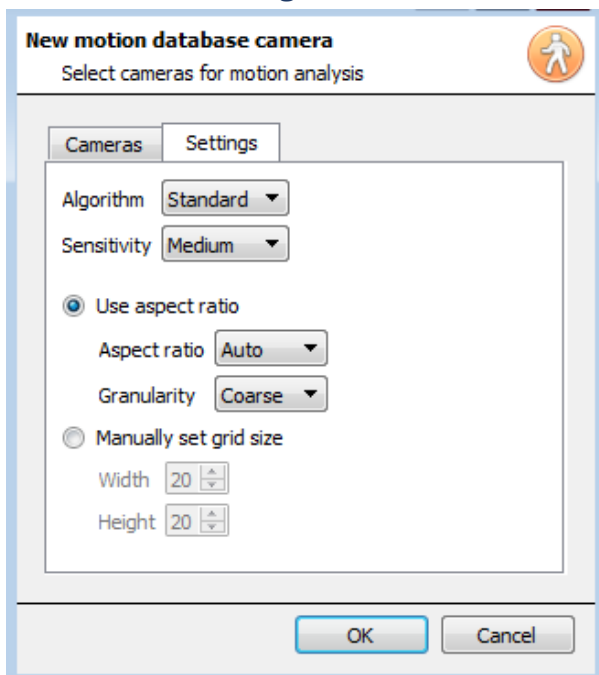 New motion database camera
Select cameras for motion analysis
Cameras Settings
Algorithm Standard
Sensitivity Medium
Use aspect ratio
Aspect ratio Auto
Granularity Coarse
Manually set grid size
Width 20
Height 20
OK Cancel